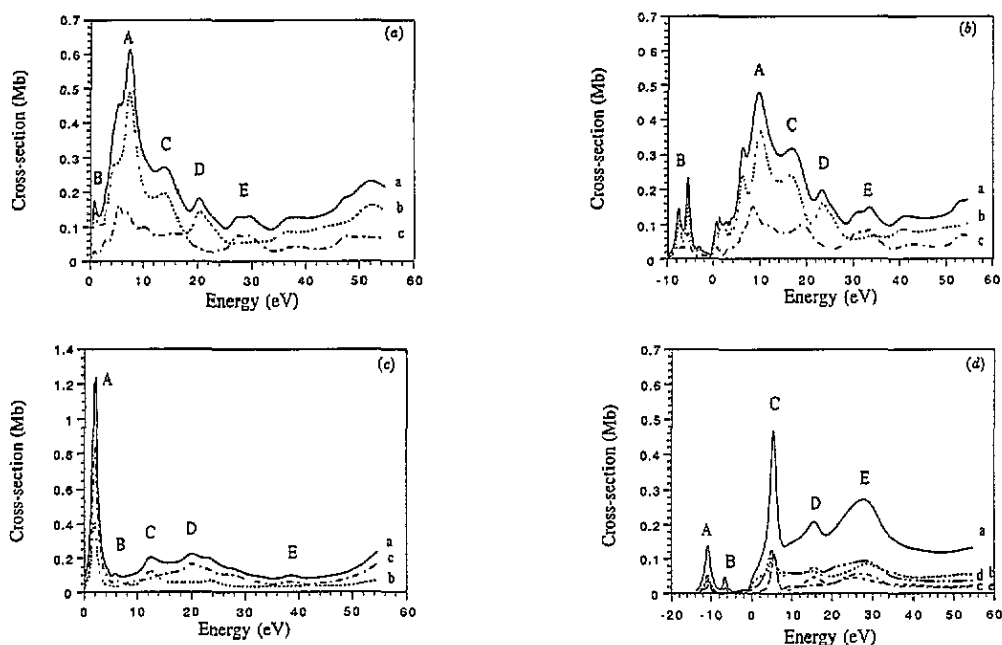 (a)
Cross-section (Mb)
0.7
0.6
0.5
0.4
0.3
0.2
0.1
0
A
B
C
D
E
a
b
c
0 10 20 30 40 50 60
Energy (eV)
(b)
Cross-section (Mb)
0.7
0.6
0.5
0.4
0.3
0.2
0.1
0
A
B
C
D
E
a
b
c
-10 0 10 20 30 40 50 60
Energy (eV)
(c)
Cross-section (Mb)
1.4
1.2
1
0.8
0.6
0.4
0.2
0
A
B
C
D
E
a
c
b
0 10 20 30 40 50 60
Energy (eV)
(d)
Cross-section (Mb)
0.7
0.6
0.5
0.4
0.3
0.2
0.1
0
A
B
C
D
E
a
d b
c
-20 -10 0 10 20 30 40 50 60
Energy (eV)